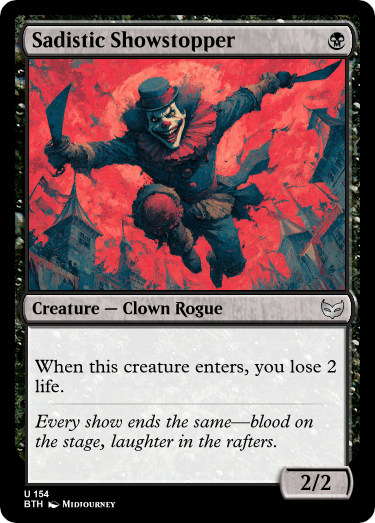 Sadistic Showstopper
Creature — Clown Rogue
When this creature enters, you lose 2
life.
Every show ends the same—blood on
the stage, laughter in the rafters.
2/2
U 154
BTH Midjourney